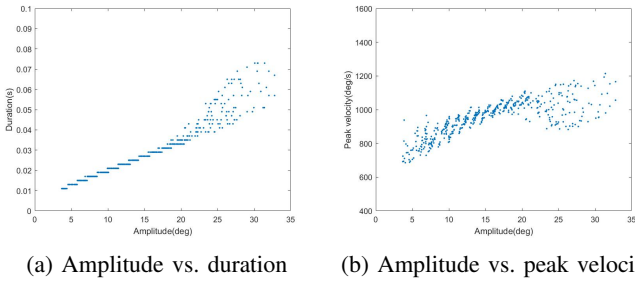 0.1
0.09
0.08
0.07
0.06
0.05
0.04
0.03
0.02
0.01
0
Duration(s)
0 5 10 15 20 25 30 35
Amplitude(deg)
1600
1400
1200
1000
800
600
400
Peak velocity(deg/s)
0 5 10 15 20 25 30 35
Amplitude(deg)
(a) Amplitude vs. duration
(b) Amplitude vs. peak veloci